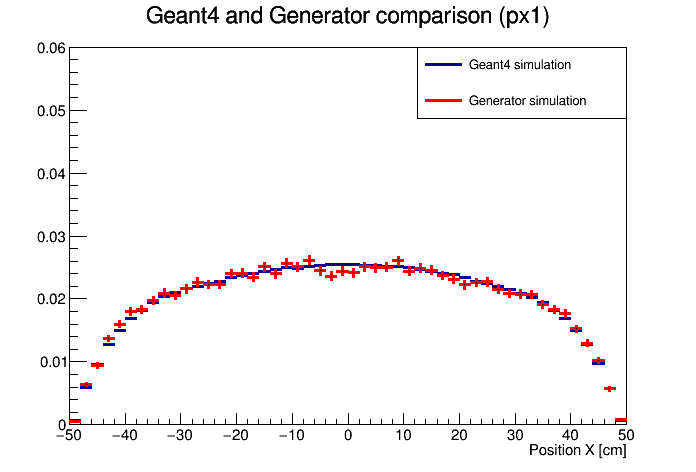 Geant4 and Generator comparison (px1)
Geant4 simulation
Generator simulation
0.06
0.05
0.04
0.03
0.02
0.01
0
−50 −40 −30 −20 −10 0 10 20 30 40 50
Position X [cm]